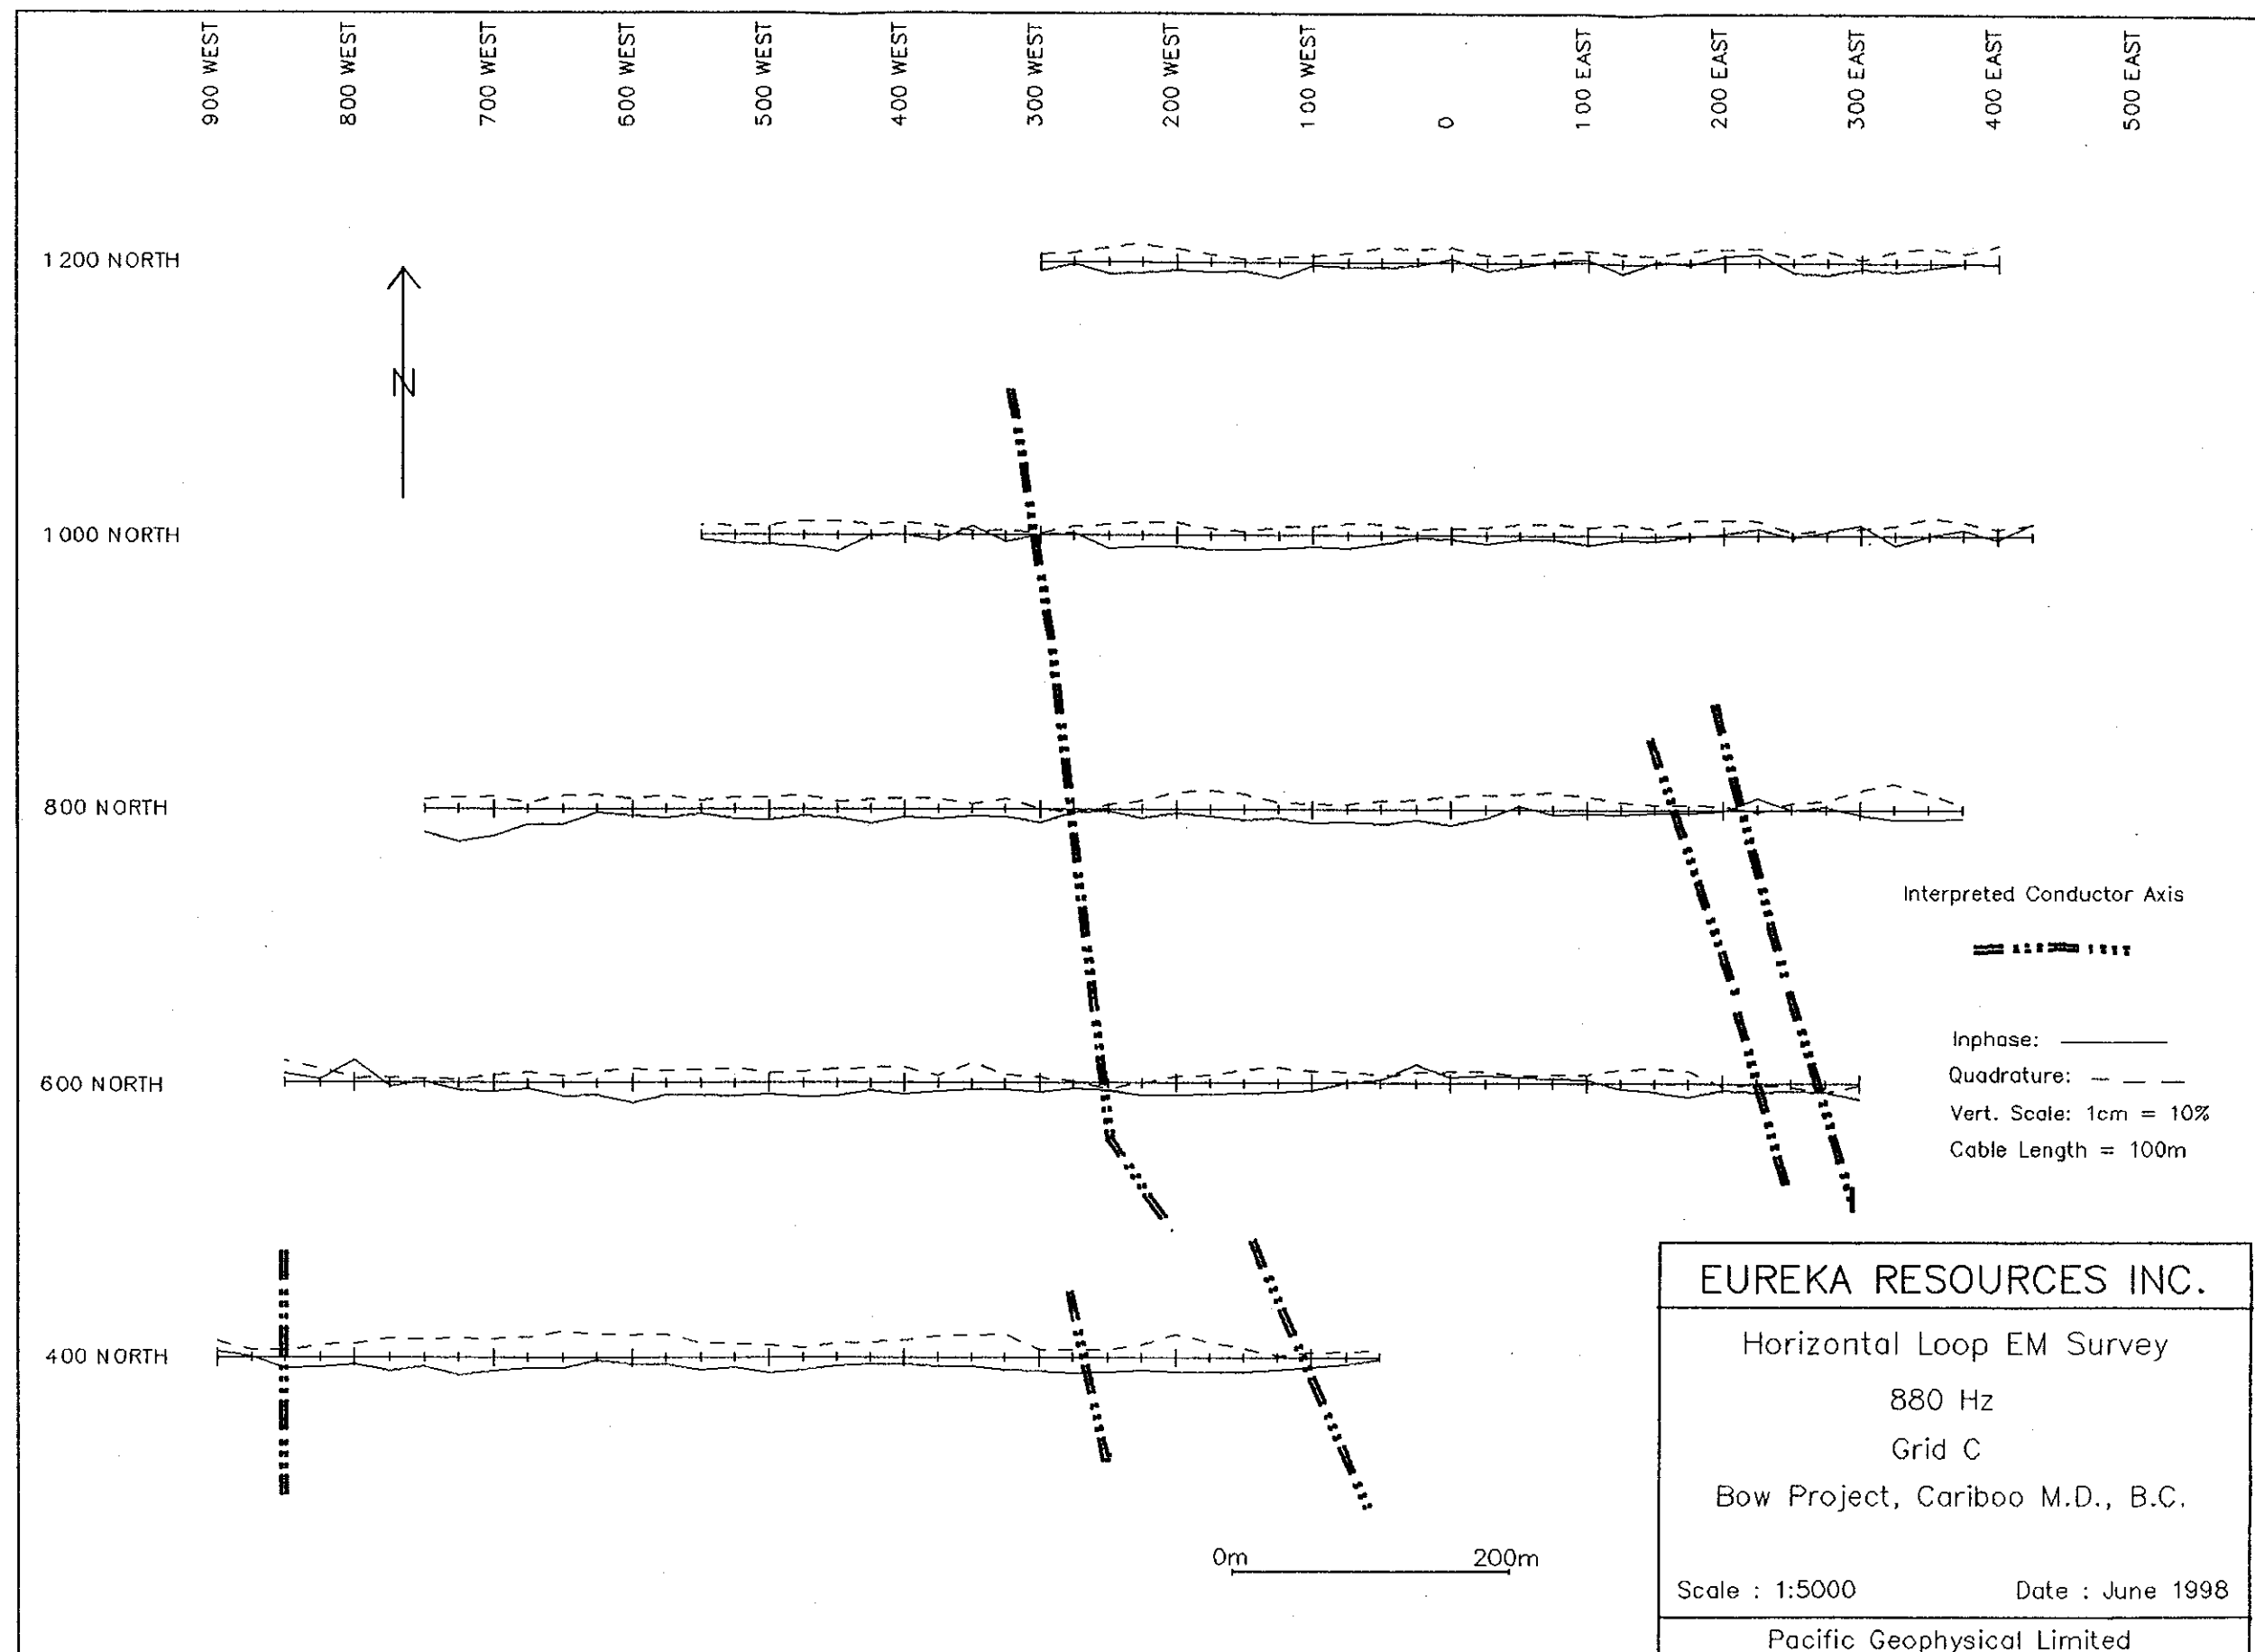 900 WEST
800 WEST
700 WEST
600 WEST
500 WEST
400 WEST
300 WEST
200 WEST
100 WEST
0
100 EAST
200 EAST
300 EAST
400 EAST
500 EAST
1200 NORTH
N
1000 NORTH
800 NORTH
Interpreted Conductor Axis
Inphase:
Quadrature:
600 NORTH
Vert. Scale: 1cm = 10%
Cable Length = 100m
EUREKA RESOURCES INC.
Horizontal Loop EM Survey
400 NORTH
880 Hz
Grid C
Bow Project, Cariboo M.D., B.C.
0m 200m
Scale : 1:5000 Date : June 1998
Pacific Geophysical Limited